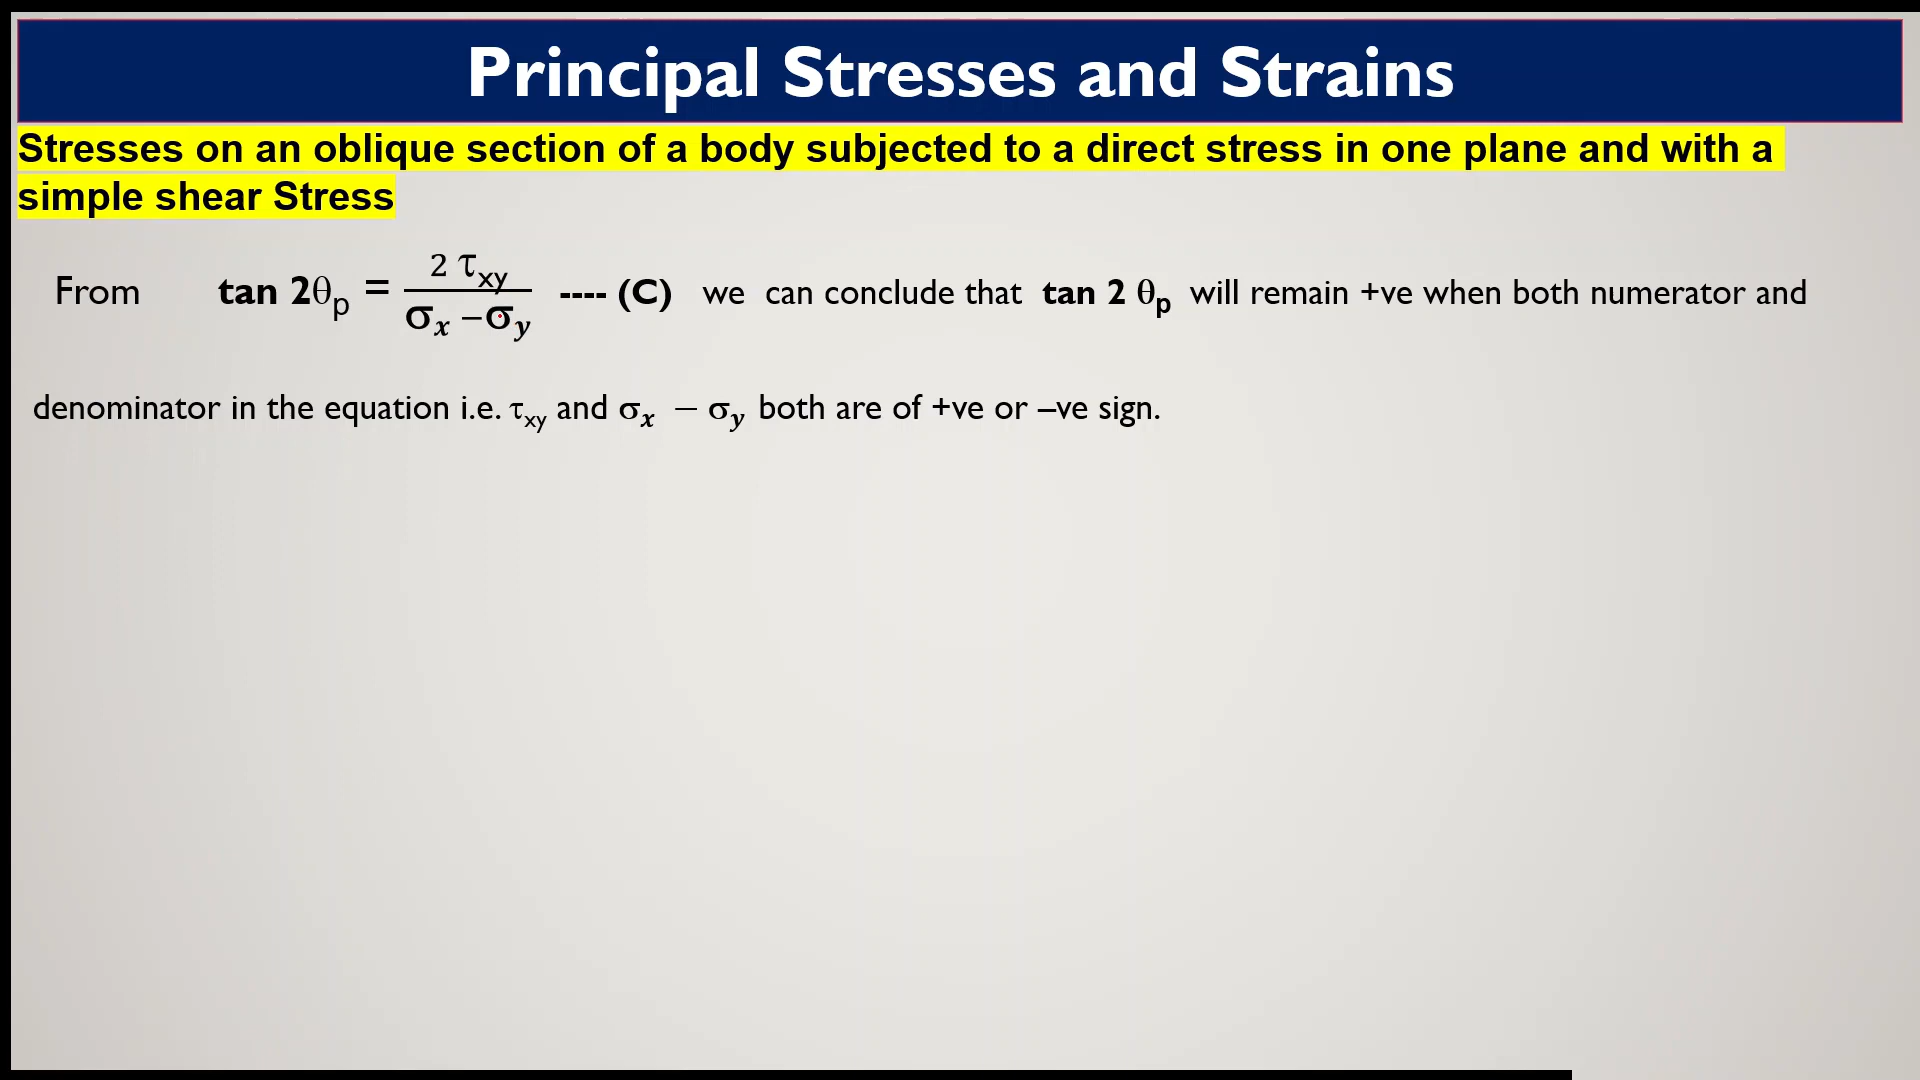 Principal Stresses and Strains
Stresses on an oblique section of a body subjected to a direct stress in one plane and with a
simple shear Stress
From tan 2θp = 2 τxy / σx −σy ---- (C) we can conclude that tan 2 θp will remain +ve when both numerator and
denominator in the equation i.e. τxy and σx − σy both are of +ve or –ve sign.